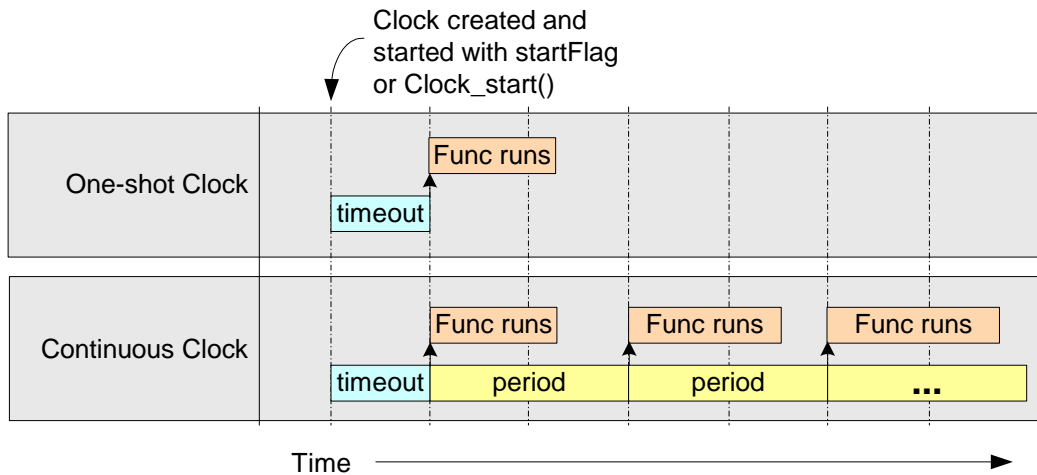 Clock created and
started with startFlag
or Clock_start()
One-shot Clock
Func runs
timeout
Continuous Clock
Func runs
Func runs
Func runs
timeout
period
period
...
Time